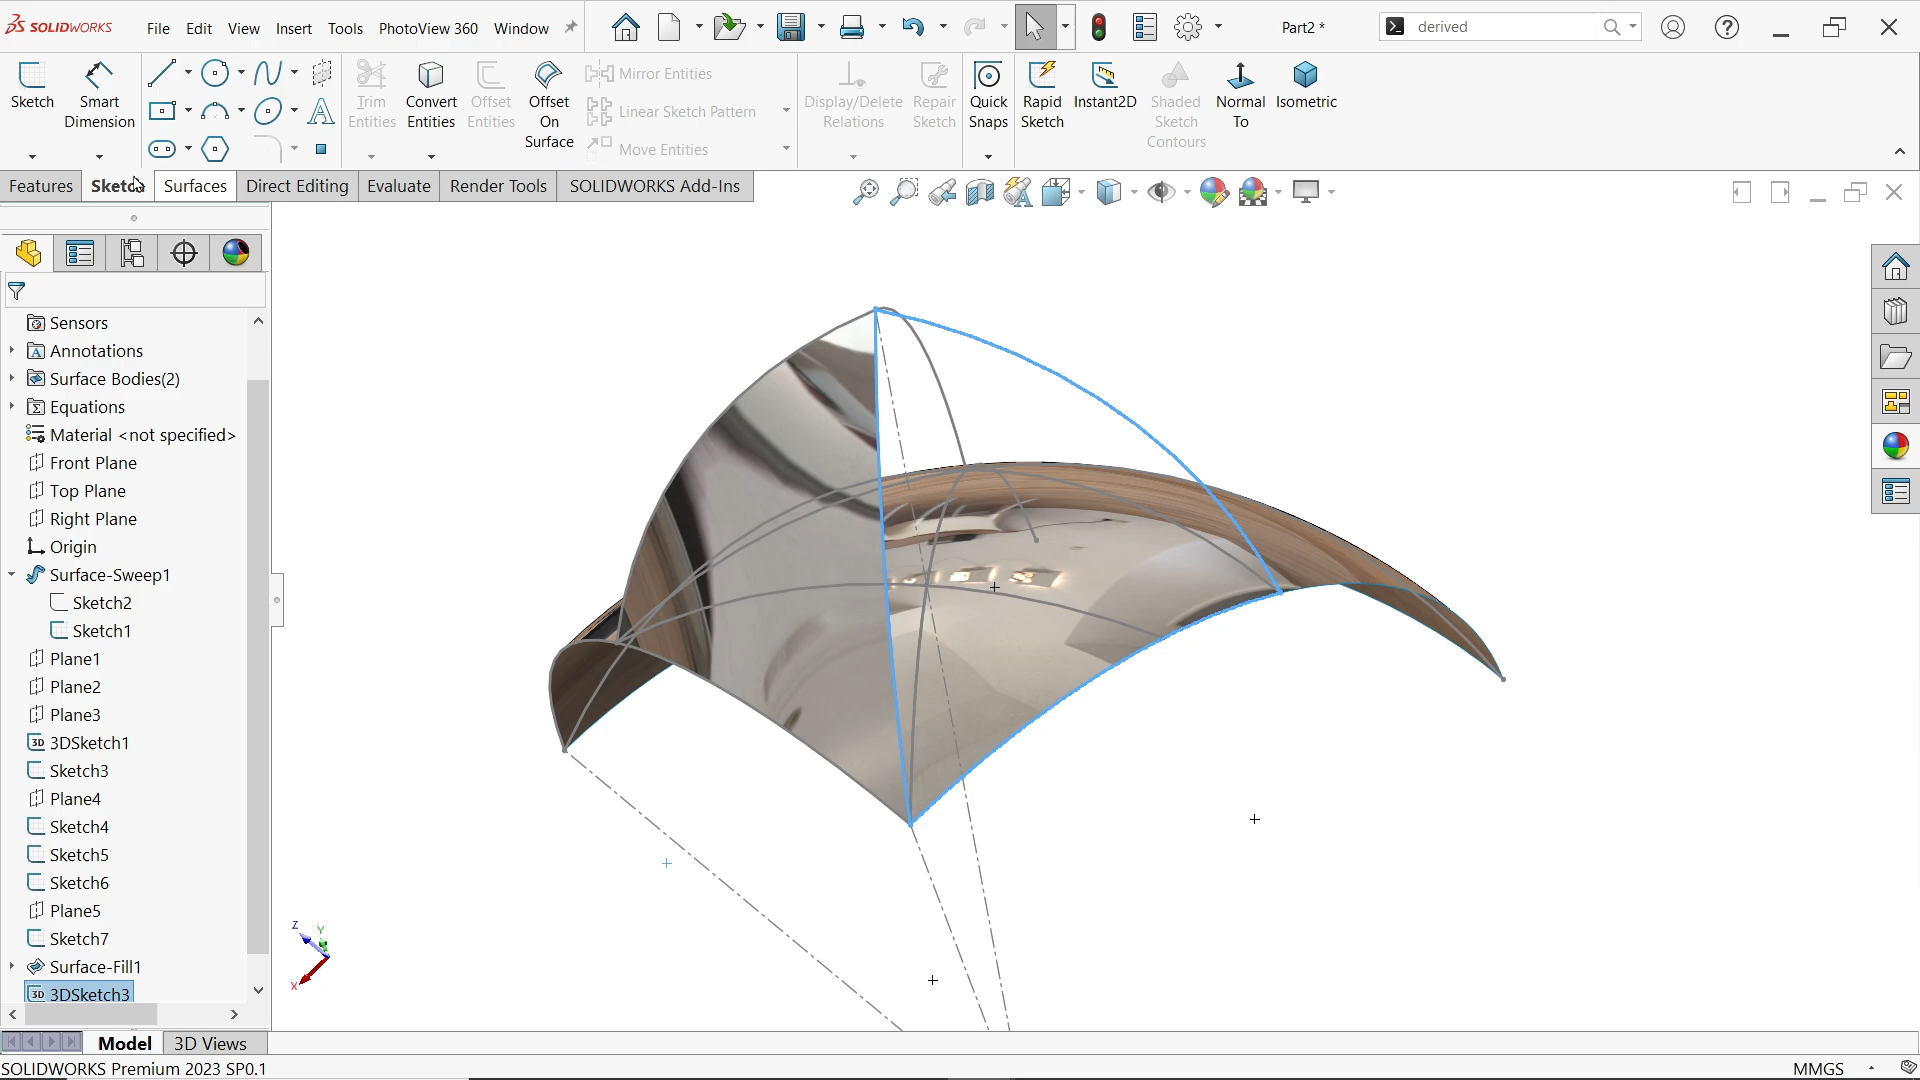 SOLIDWORKS
File Edit View Insert Tools PhotoView 360 Window
Part2 *
derived
Sketch
Smart Dimension
Trim Entities
Convert Entities
Offset Entities
Offset On Surface
Mirror Entities
Linear Sketch Pattern
Move Entities
Display/Delete Relations
Repair Sketch
Quick Snaps
Rapid Sketch
Instant2D
Shaded Sketch Contours
Normal To
Isometric
Features Sketch Surfaces Direct Editing Evaluate Render Tools SOLIDWORKS Add-Ins
Sensors
Annotations
Surface Bodies(2)
Equations
Material <not specified>
Front Plane
Top Plane
Right Plane
Origin
Surface-Sweep1
Sketch2
Sketch1
Plane1
Plane2
Plane3
3D 3DSketch1
Sketch3
Plane4
Sketch4
Sketch5
Sketch6
Plane5
Sketch7
Surface-Fill1
3D 3DSketch3
Z Y
X
Model 3D Views
SOLIDWORKS Premium 2023 SP0.1
MMGS